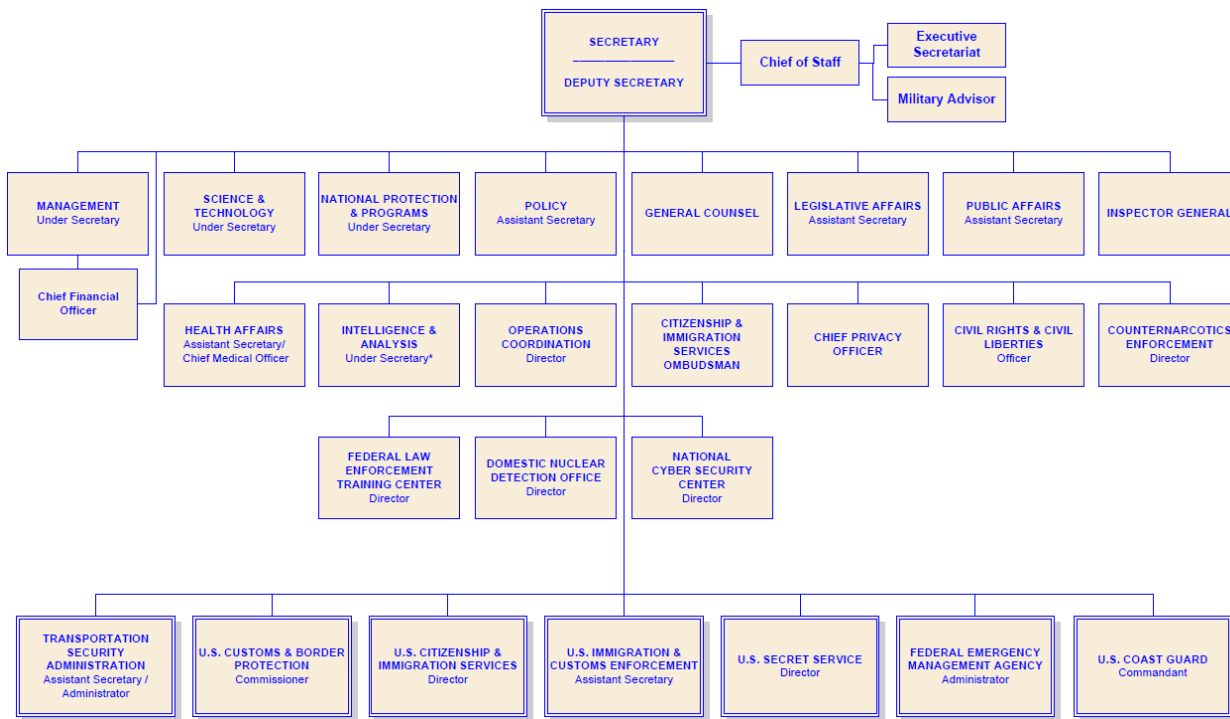 SECRETARY
DEPUTY SECRETARY
Chief of Staff
Executive
Secretariat
Military Advisor
MANAGEMENT
Under Secretary
SCIENCE &
TECHNOLOGY
Under Secretary
NATIONAL PROTECTION
& PROGRAMS
Under Secretary
POLICY
Assistant Secretary
GENERAL COUNSEL
LEGISLATIVE AFFAIRS
Assistant Secretary
PUBLIC AFFAIRS
Assistant Secretary
INSPECTOR GENERAL
Chief Financial
Officer
HEALTH AFFAIRS
Assistant Secretary/
Chief Medical Officer
INTELLIGENCE &
ANALYSIS
Under Secretary*
OPERATIONS
COORDINATION
Director
CITIZENSHIP &
IMMIGRATION
SERVICES
OMBUDSMAN
CHIEF PRIVACY
OFFICER
CIVIL RIGHTS & CIVIL
LIBERTIES
Officer
COUNTERNARCOTICS
ENFORCEMENT
Director
FEDERAL LAW
ENFORCEMENT
TRAINING CENTER
Director
DOMESTIC NUCLEAR
DETECTION OFFICE
Director
NATIONAL
CYBER SECURITY
CENTER
Director
TRANSPORTATION
SECURITY
ADMINISTRATION
Assistant Secretary /
Administrator
U.S. CUSTOMS & BORDER
PROTECTION
Commissioner
U.S. CITIZENSHIP
& IMMIGRATION SERVICES
Director
U.S. IMMIGRATION &
CUSTOMS ENFORCEMENT
Assistant Secretary
U.S. SECRET SERVICE
Director
FEDERAL EMERGENCY
MANAGEMENT AGENCY
Administrator
U.S. COAST GUARD
Commandant